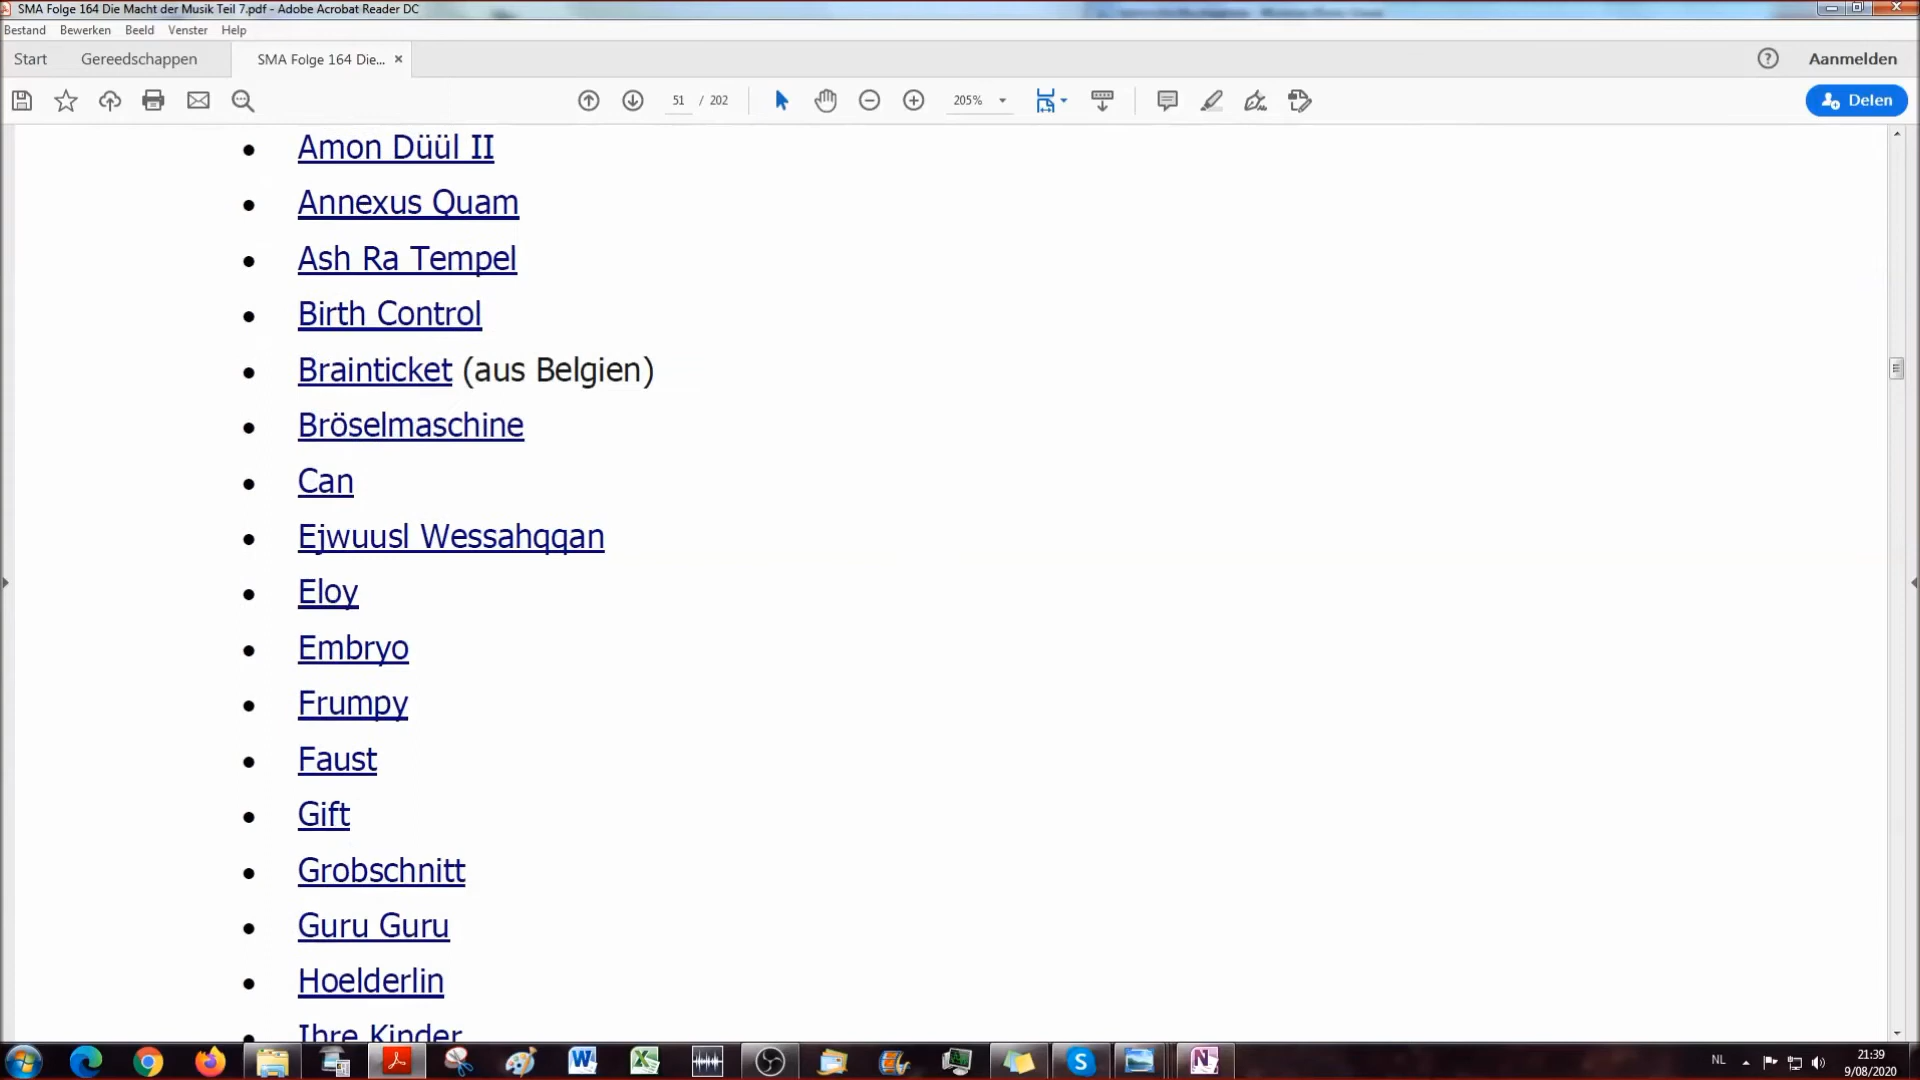 SMA Folge 164 Die Macht der Musik Teil 7.pdf - Adobe Acrobat Reader DC
Bestand Bewerken Beeld Venster Help
Start Gereedschappen SMA Folge 164 Die... × Aanmelden
51 / 202 205% Delen
• Amon Düül II
• Annexus Quam
• Ash Ra Tempel
• Birth Control
• Brainticket (aus Belgien)
• Bröselmaschine
• Can
• Ejwuusl Wessahqqan
• Eloy
• Embryo
• Frumpy
• Faust
• Gift
• Grobschnitt
• Guru Guru
• Hoelderlin
• Ihre Kinder
NL 21:39
9/08/2020